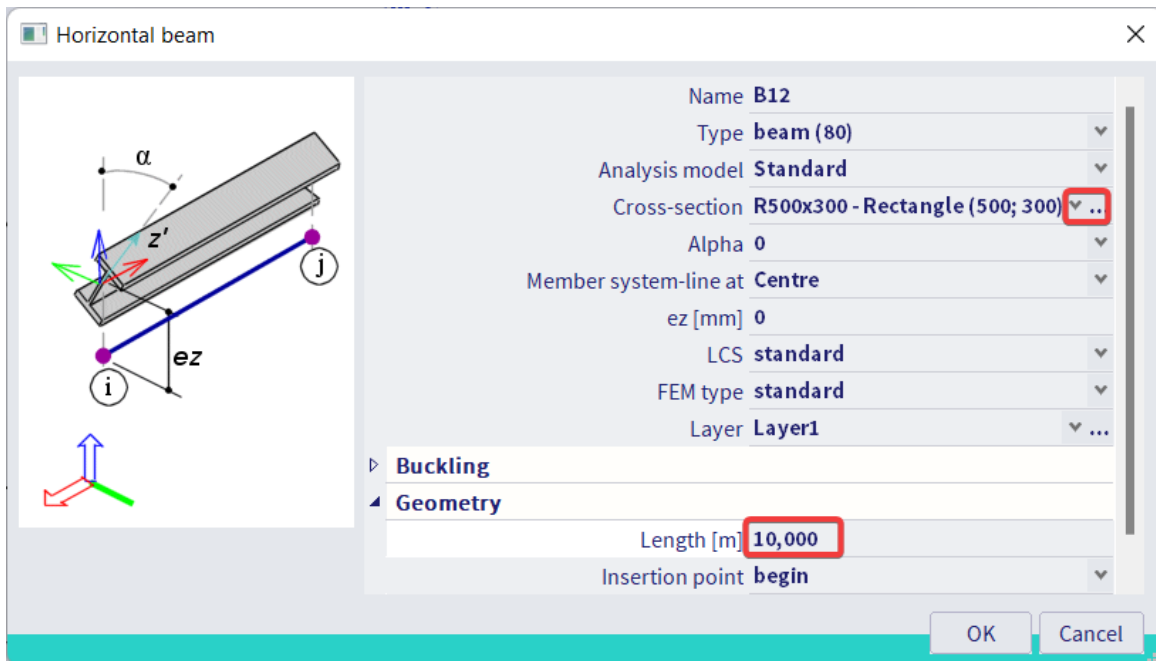 Horizontal beam
α
z'
j
ez
i
Name B12
Type beam (80)
Analysis model Standard
Cross-section R500x300 - Rectangle (500; 300) ...
Alpha 0
Member system-line at Centre
ez [mm] 0
LCS standard
FEM type standard
Layer Layer1 ...
Buckling
Geometry
Length [m] 10,000
Insertion point begin
OK Cancel